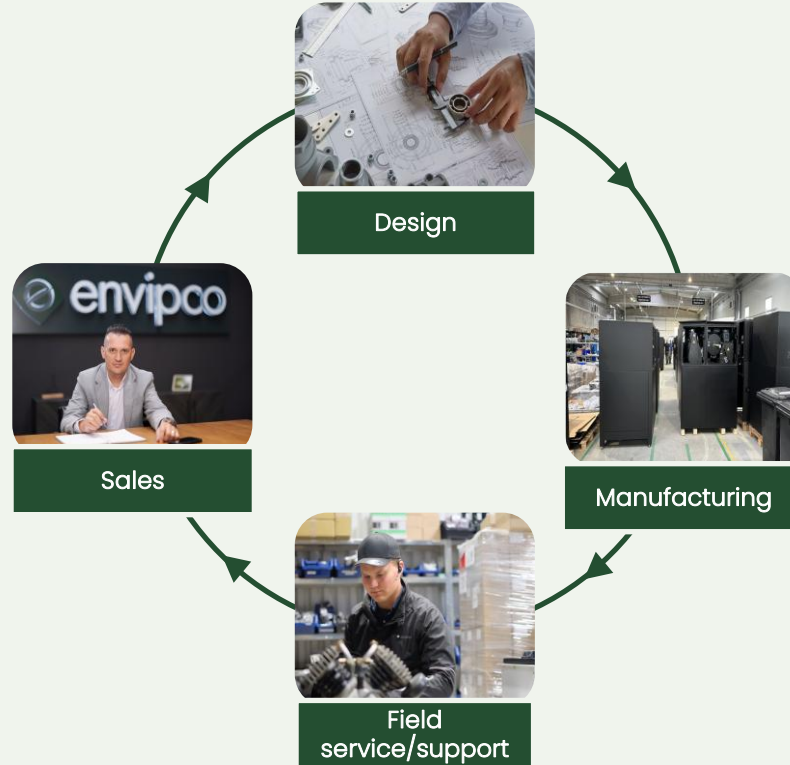 Design
envipco
Sales
Manufacturing
Field
service/support